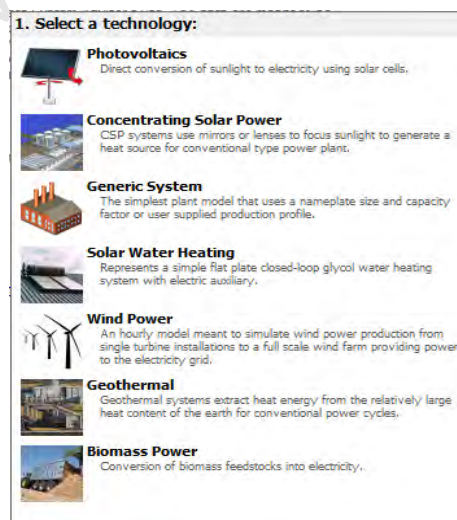 1. Select a technology:
Photovoltaics
Direct conversion of sunlight to electricity using solar cells.
Concentrating Solar Power
CSP systems use mirrors or lenses to focus sunlight to generate a
heat source for conventional type power plant.
Generic System
The simplest plant model that uses a nameplate size and capacity
factor or user supplied production profile.
Solar Water Heating
Represents a simple flat plate closed-loop glycol water heating
system with electric auxiliary.
Wind Power
An hourly model meant to simulate wind power production from
single turbine installations to a full scale wind farm providing power
to the electricity grid.
Geothermal
Geothermal systems extract heat energy from the relatively large
heat content of the earth for conventional power cycles.
Biomass Power
Conversion of biomass feedstocks into electricity.